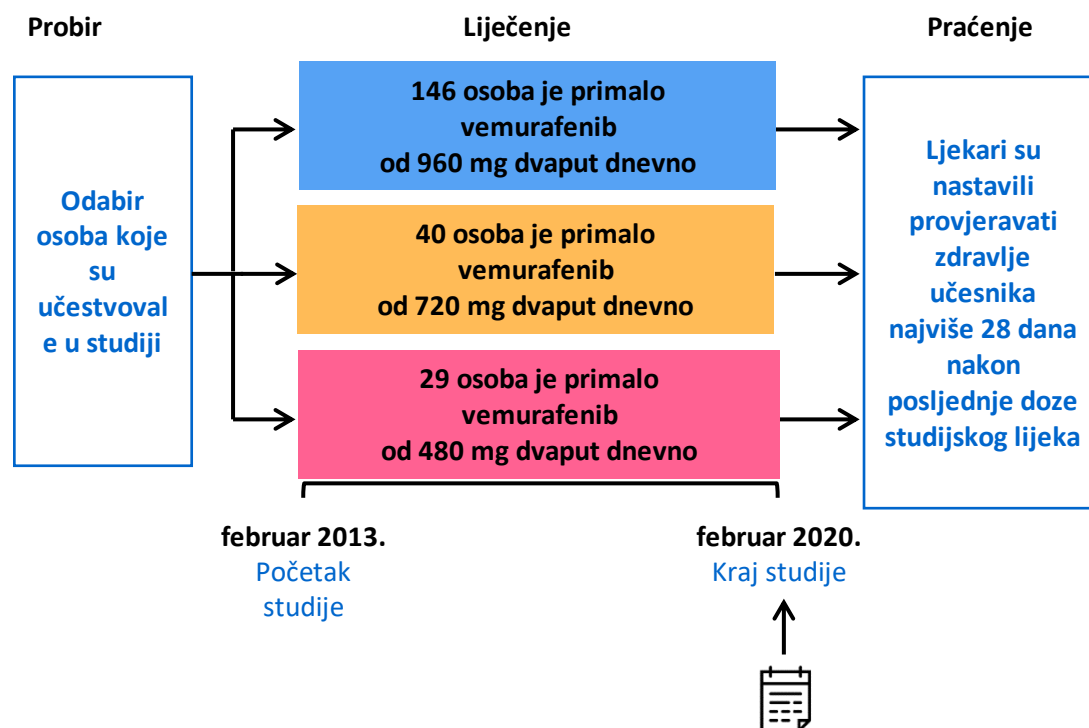 Probir
Liječenje
Praćenje
Odabir
osoba koje
su
učestvoval
e u studiji
146 osoba je primalo
vemurafenib
od 960 mg dvaput dnevno
40 osoba je primalo
vemurafenib
od 720 mg dvaput dnevno
29 osoba je primalo
vemurafenib
od 480 mg dvaput dnevno
Ljekari su
nastavili
provjeravati
zdravlje
učesnika
najviše 28 dana
nakon
posljednje doze
studijskog lijeka
februar 2013.
Početak
studije
februar 2020.
Kraj studije